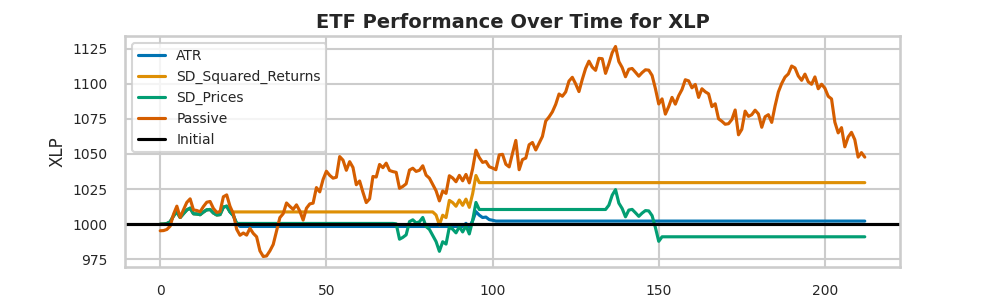 ETF Performance Over Time for XLP
ATR
SD_Squared_Returns
SD_Prices
Passive
Initial
XLP
1125
1100
1075
1050
1025
1000
975
0 50 100 150 200